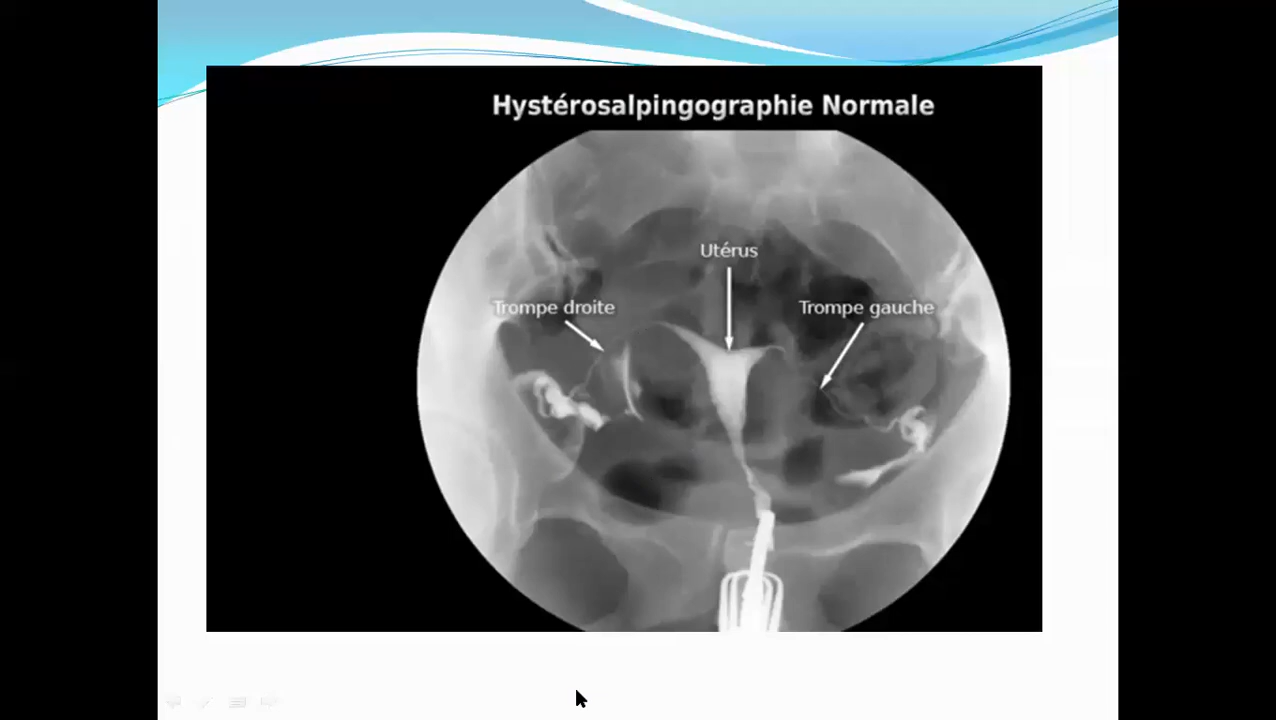 Hystérosalpingographie Normale
Utérus
Trompe droite
Trompe gauche